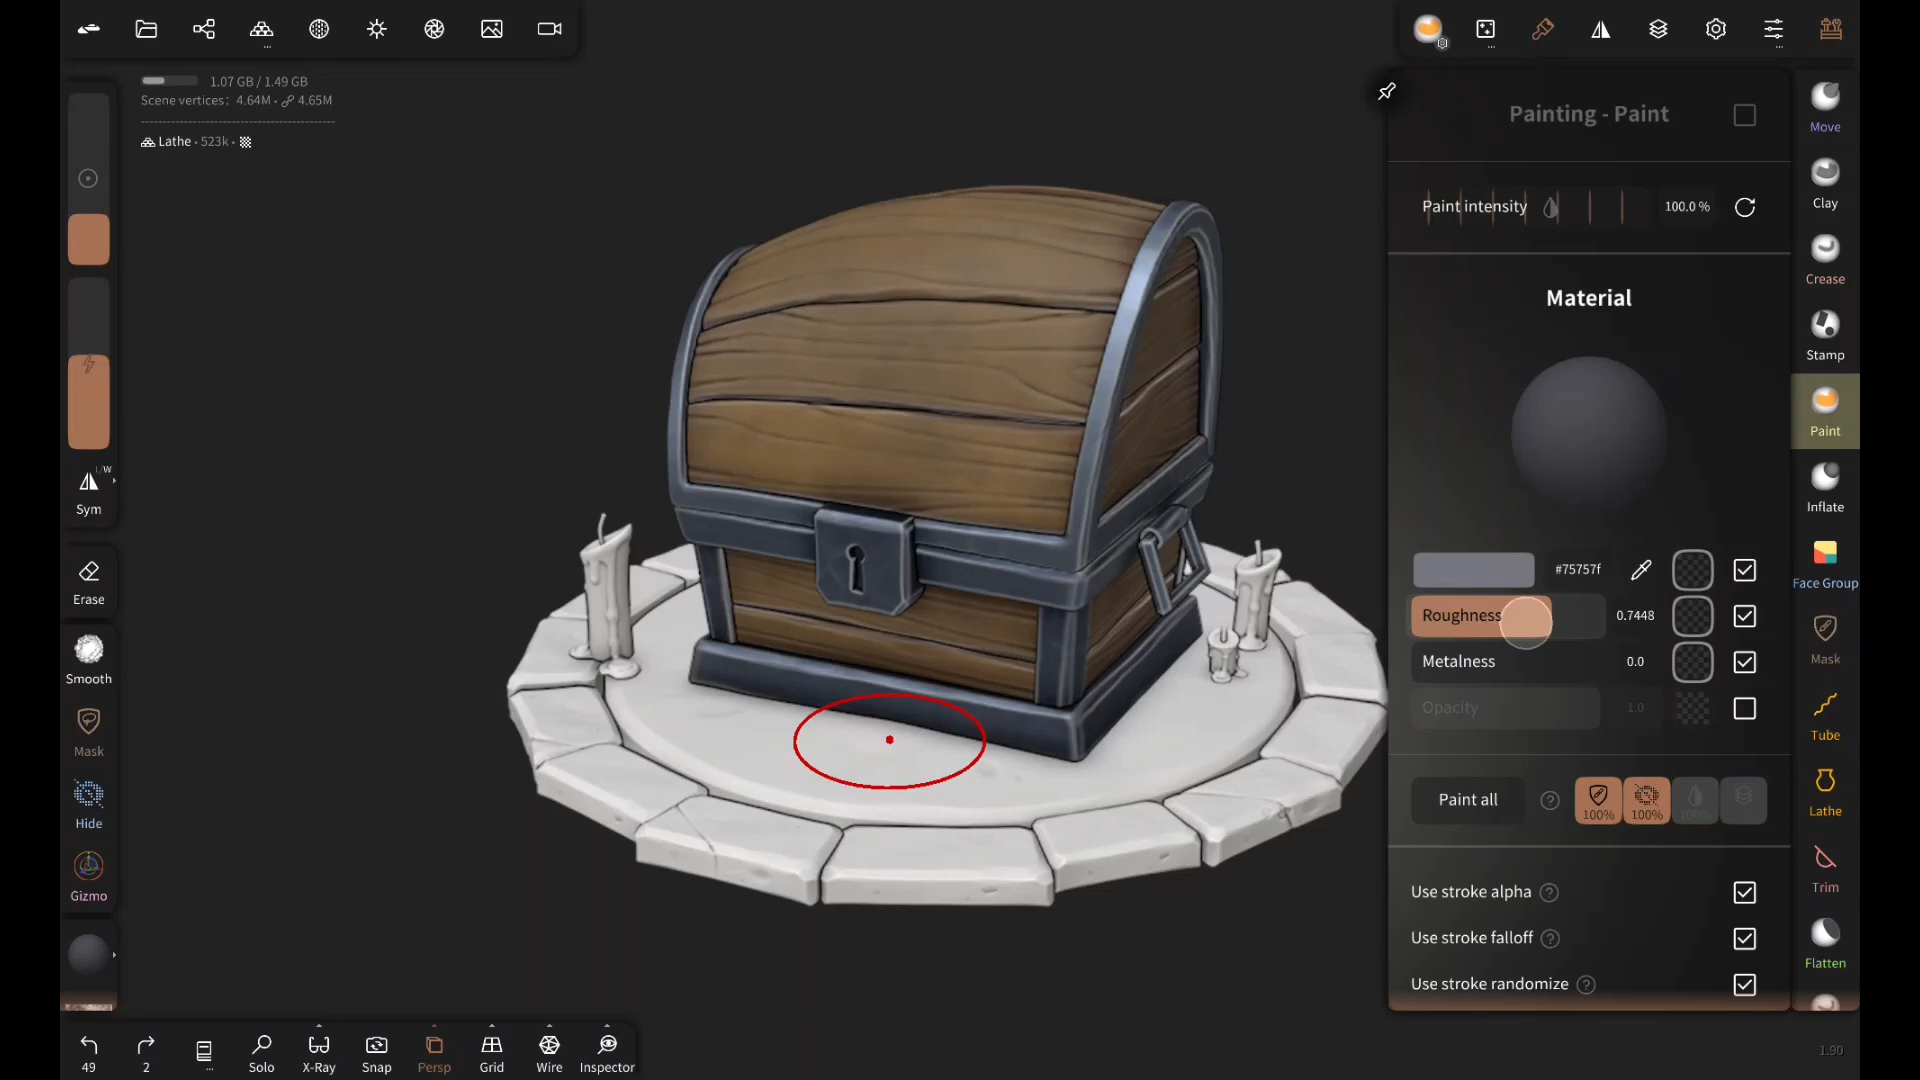 1.07 GB / 1.49 GB
Scene vertices: 4.64M • 4.65M
Lathe • 523k •
L/W
Sym
Erase
Smooth
Mask
Hide
Gizmo
49
2
...
Solo
X-Ray
Snap
Persp
Grid
Wire
Inspector
Painting - Paint
Paint intensity
100.0 %
Material
#75757f
Roughness
0.7448
Metalness
0.0
Opacity
1.0
Paint all
?
100%
100%
100%
Use stroke alpha ?
Use stroke falloff ?
Use stroke randomize ?
Move
Clay
Crease
Stamp
Paint
Inflate
Face Group
Mask
Tube
Lathe
Trim
Flatten
1.90